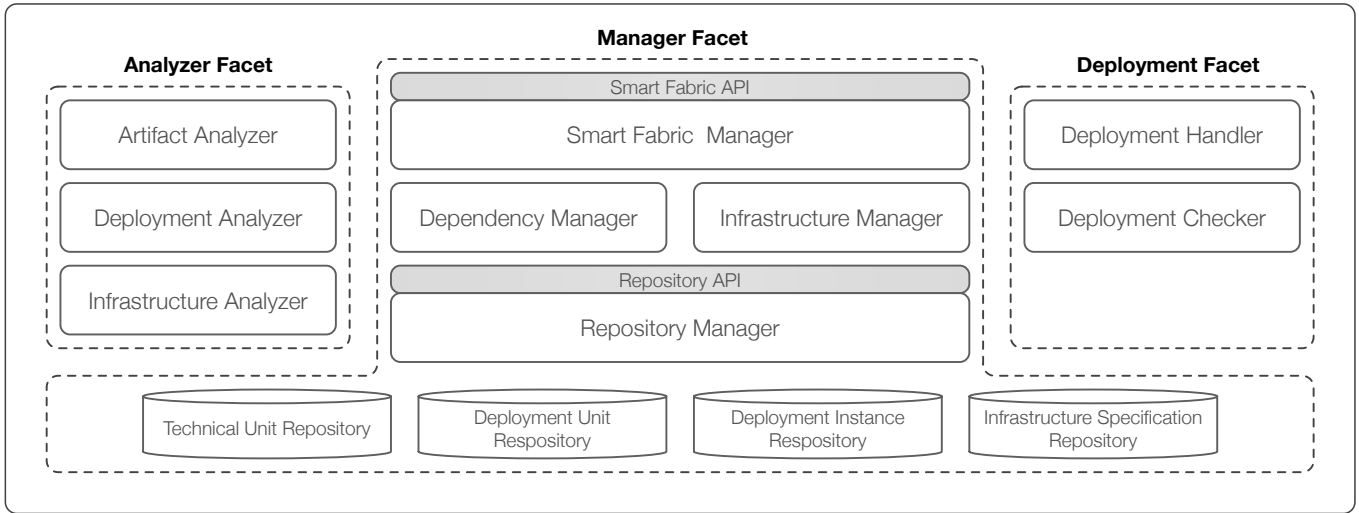 Manager Facet
Analyzer Facet
Deployment Facet
Smart Fabric API
Artifact Analyzer
Smart Fabric Manager
Deployment Handler
Deployment Analyzer
Dependency Manager
Infrastructure Manager
Deployment Checker
Repository API
Infrastructure Analyzer
Repository Manager
Technical Unit Repository
Deployment Unit
Respository
Deployment Instance
Respository
Infrastructure Specification
Repository